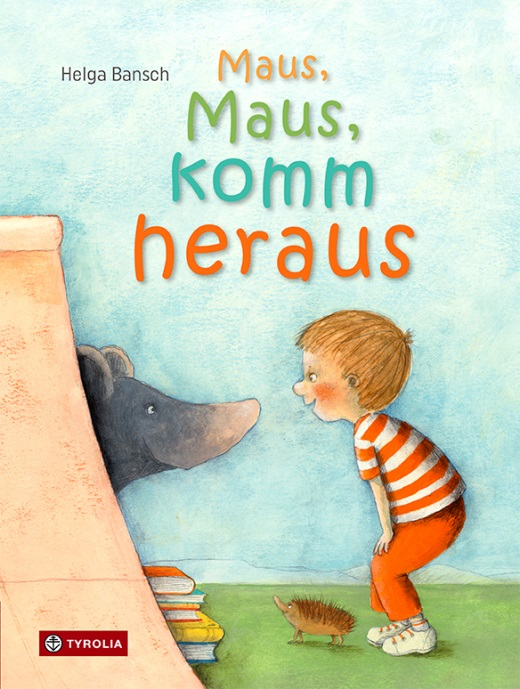 Helga Bansch
Maus,
Maus,
komm
heraus
TYROLIA